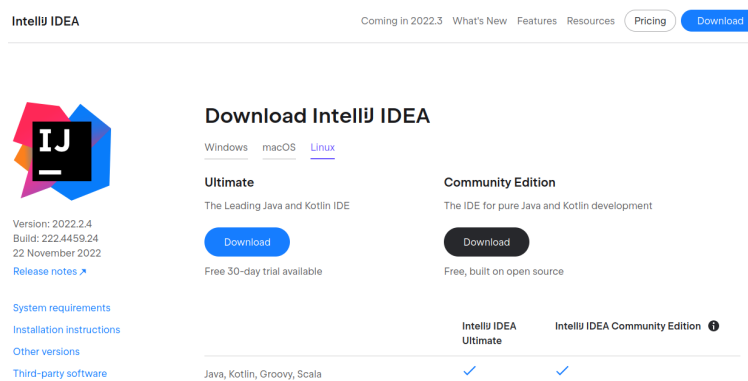 IntelliJ IDEA
Coming in 2022.3 What's New Features Resources Pricing Download
IJ
Download IntelliJ IDEA
Windows macOS Linux
Ultimate
The Leading Java and Kotlin IDE
Download
Free 30-day trial available
Community Edition
The IDE for pure Java and Kotlin development
Download
Free, built on open source
Version: 2022.2.4
Build: 222.4459.24
22 November 2022
Release notes ↗
System requirements
Installation instructions
Other versions
Third-party software
IntelliJ IDEA
Ultimate
IntelliJ IDEA Community Edition
Java, Kotlin, Groovy, Scala